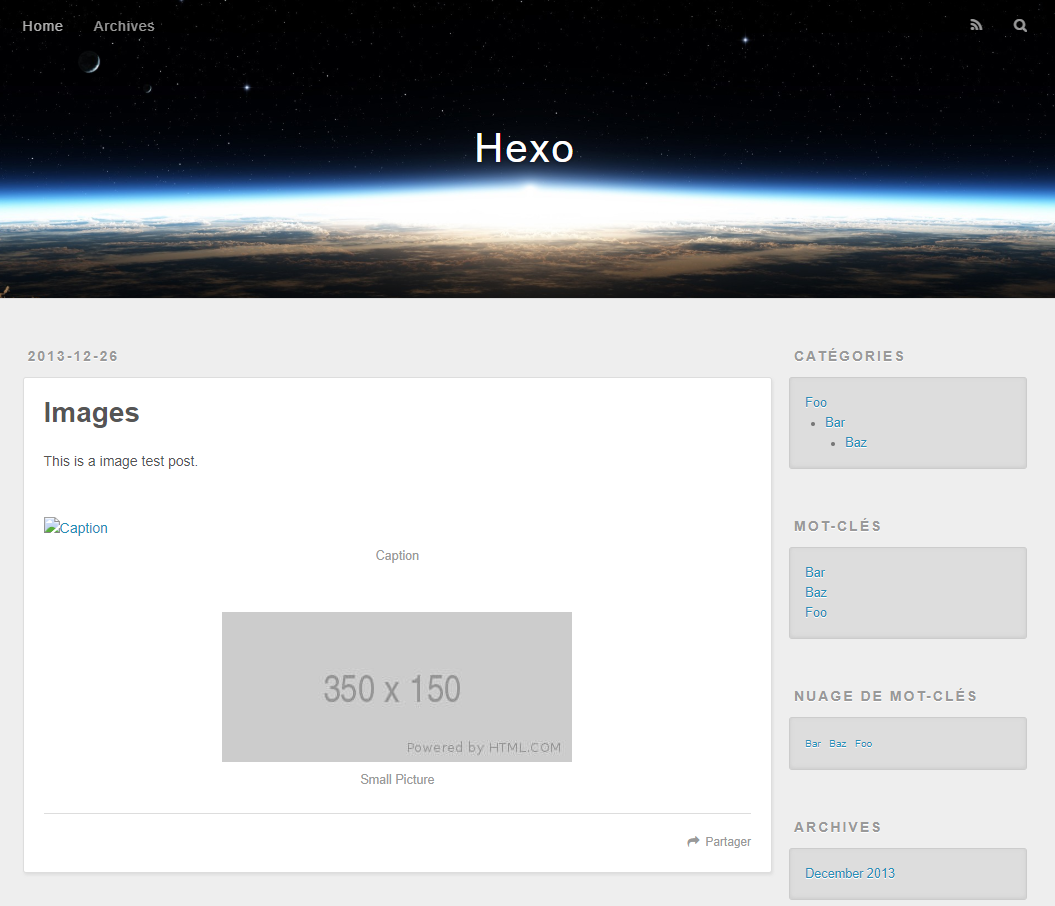 Home Archives
Hexo
2013-12-26
Images
This is a image test post.
Caption
Caption
350 x 150
Powered by HTML.COM
Small Picture
Partager
CATÉGORIES
Foo
Bar
Baz
MOT-CLÉS
Bar
Baz
Foo
NUAGE DE MOT-CLÉS
Bar Baz Foo
ARCHIVES
December 2013